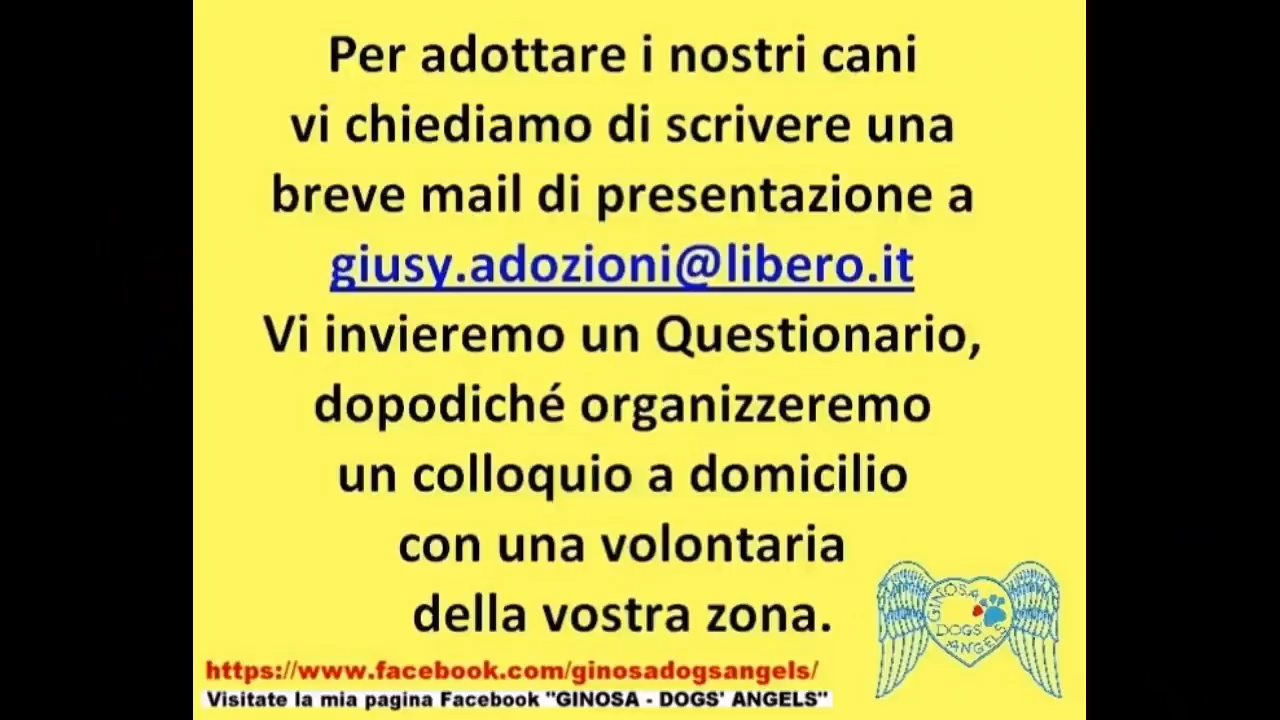 Per adottare i nostri cani
vi chiediamo di scrivere una
breve mail di presentazione a
giusy.adozioni@libero.it
Vi invieremo un Questionario,
dopodiché organizzeremo
un colloquio a domicilio
con una volontaria
della vostra zona.
GINOSA
DOGS
ANGELS
https://www.facebook.com/ginosadogsangels/
Visitate la mia pagina Facebook "GINOSA - DOGS' ANGELS"